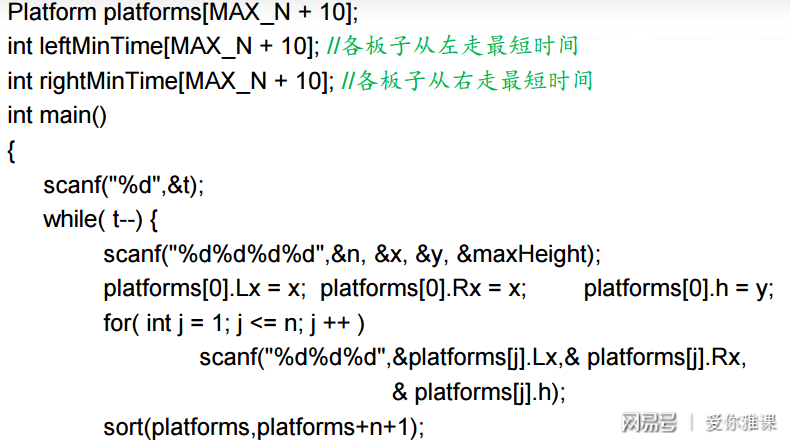 Platform platforms[MAX_N + 10];
int leftMinTime[MAX_N + 10]; //各板子从左走最短时间
int rightMinTime[MAX_N + 10]; //各板子从右走最短时间
int main()
{
scanf("%d",&t);
while( t--) {
scanf("%d%d%d%d",&n, &x, &y, &maxHeight);
platforms[0].Lx = x; platforms[0].Rx = x; platforms[0].h = y;
for( int j = 1; j <= n; j ++ )
scanf("%d%d%d",&platforms[j].Lx,& platforms[j].Rx,
& platforms[j].h);
sort(platforms,platforms+n+1);
网易号 | 爱你雅课